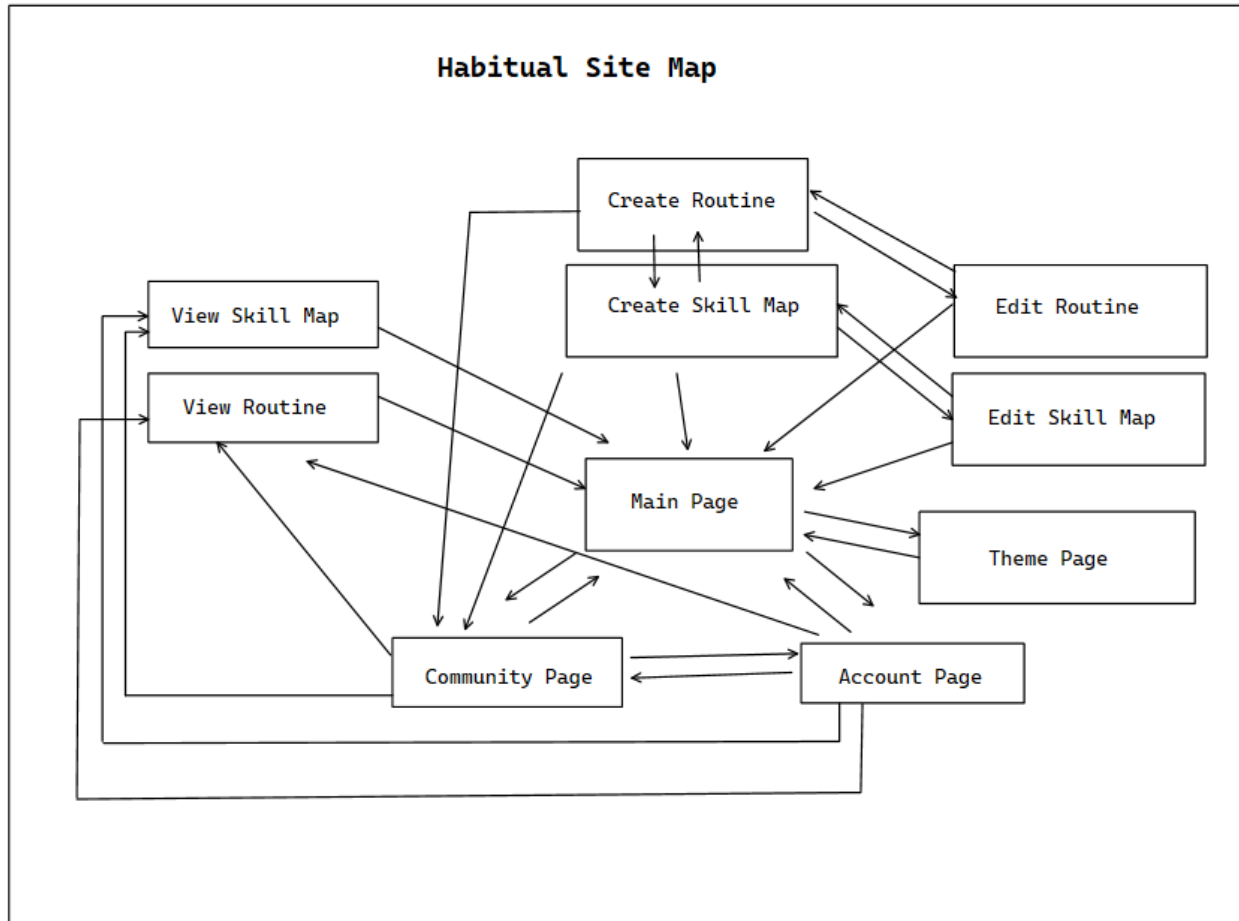 Habitual Site Map
Create Routine
Create Skill Map
View Skill Map
Edit Routine
View Routine
Edit Skill Map
Main Page
Theme Page
Community Page
Account Page